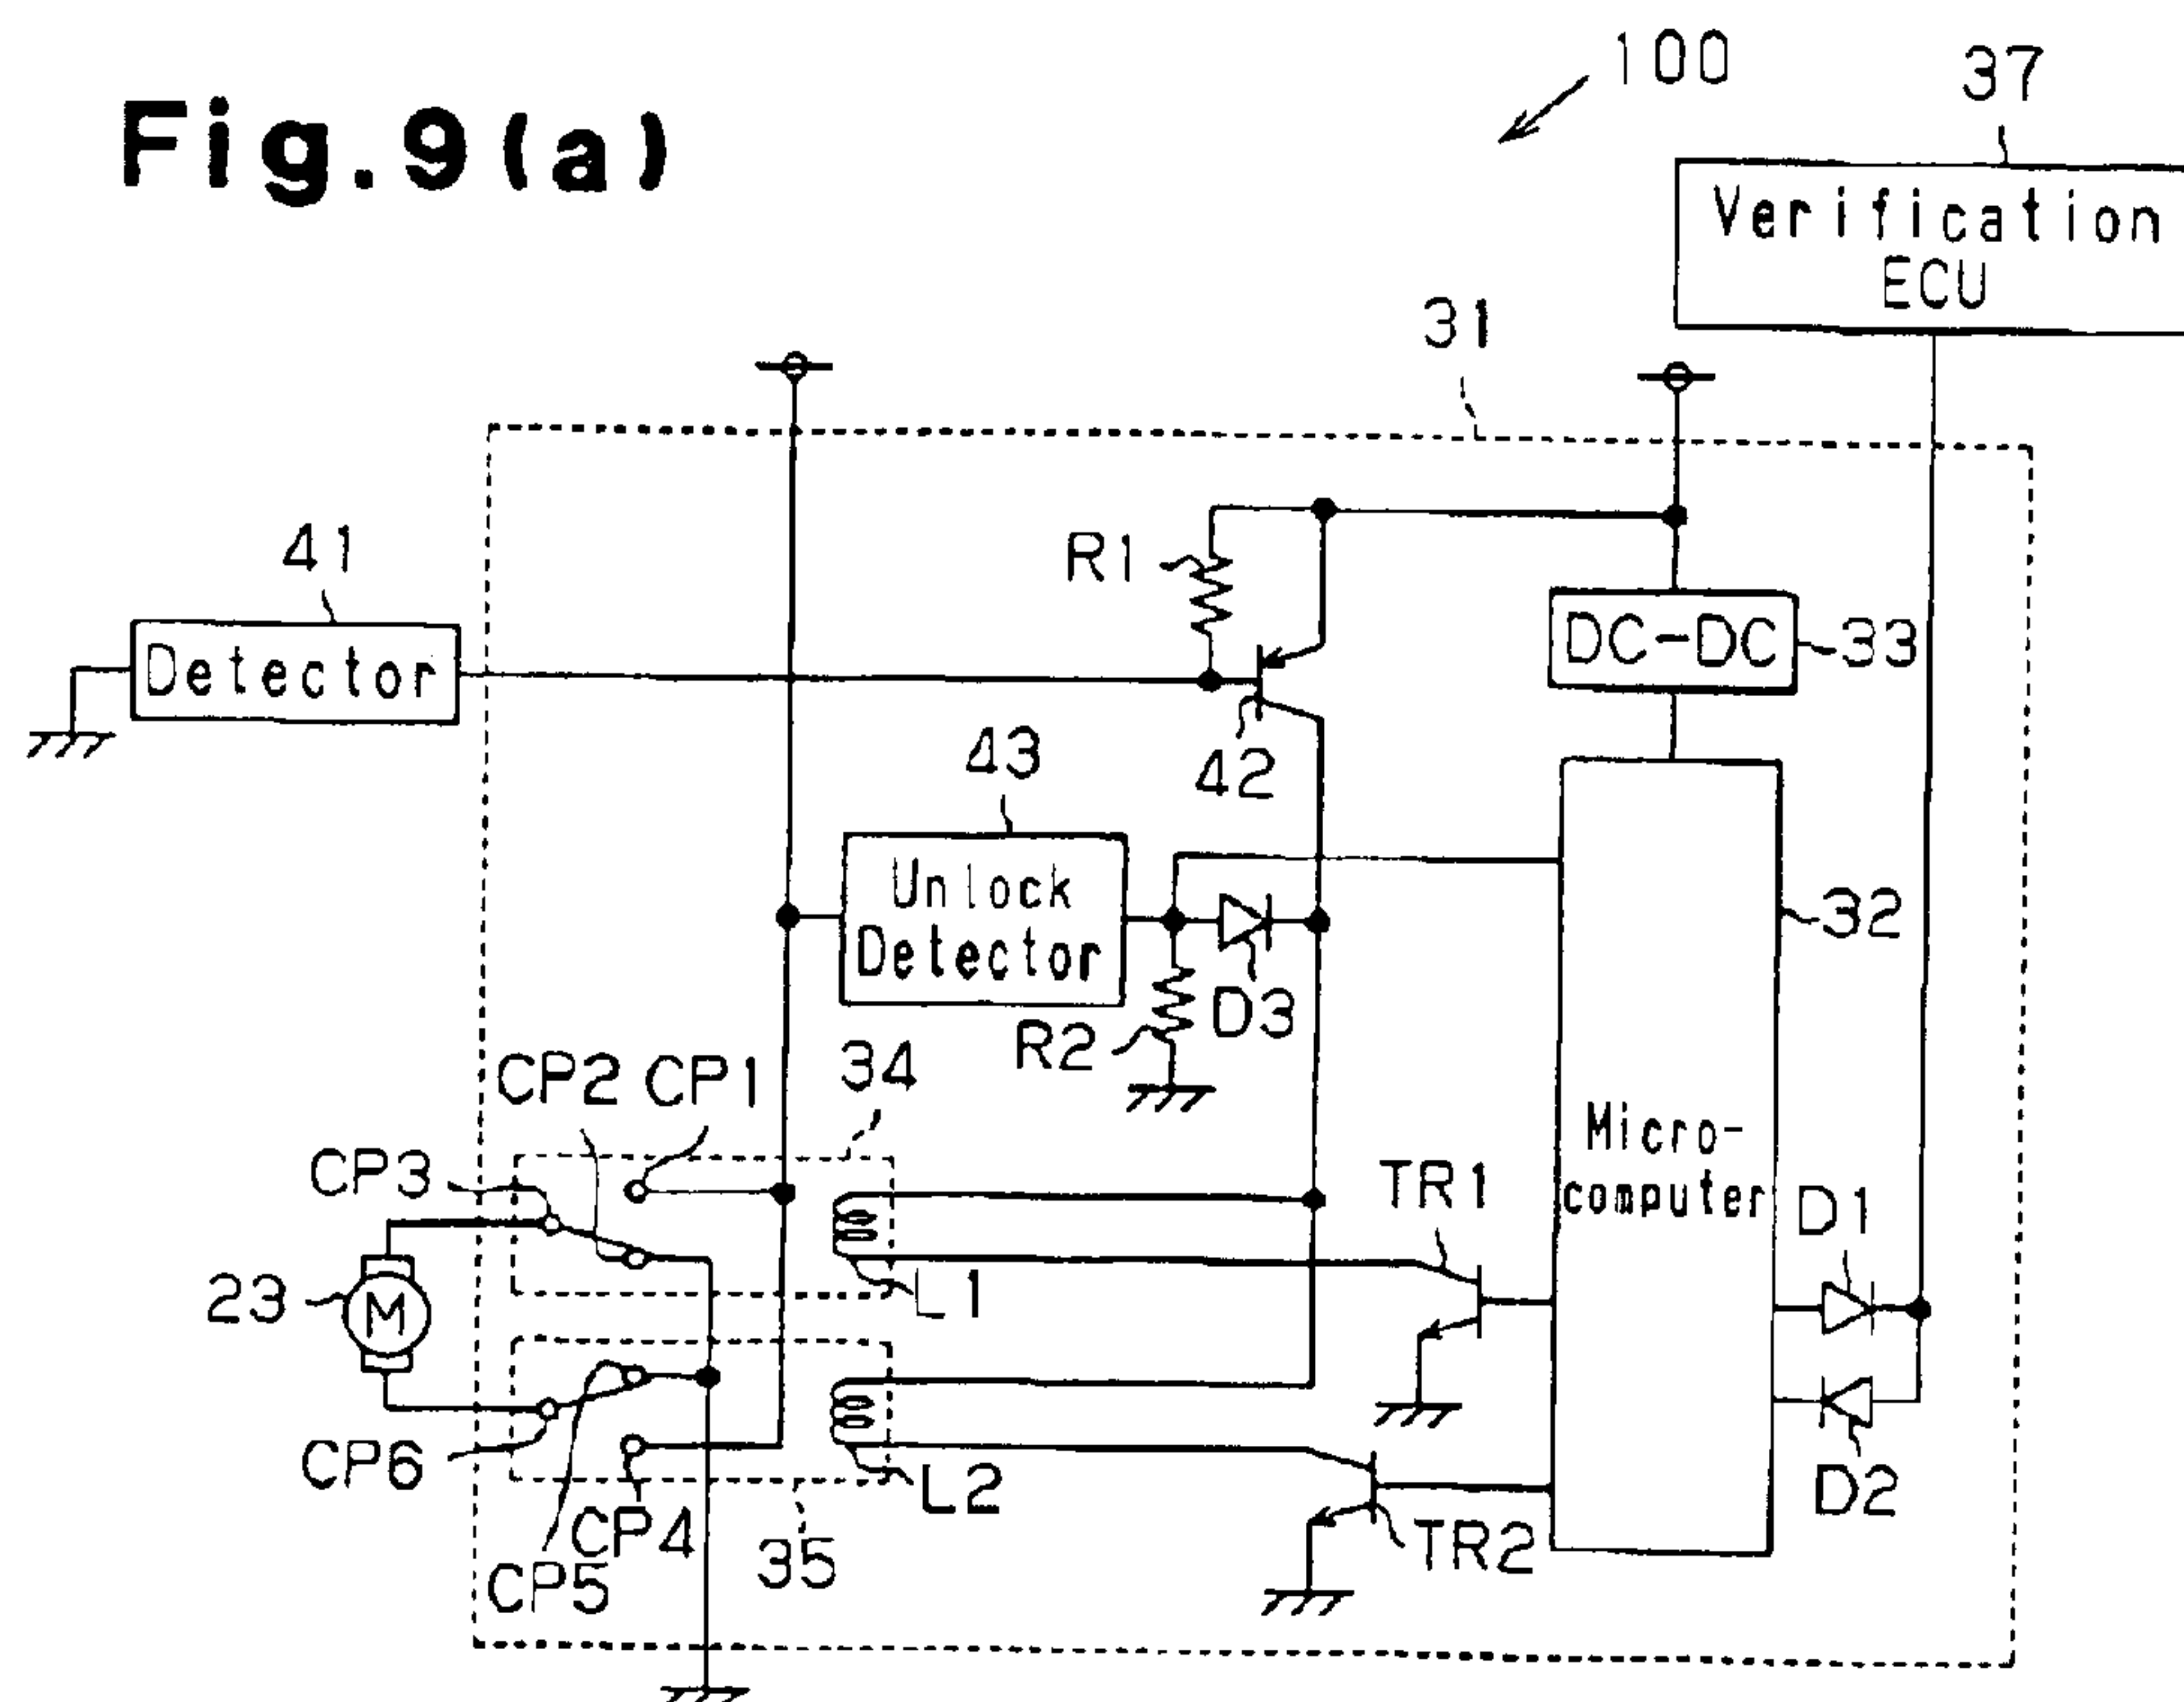 Fig.9(a)
100
37
Verification
ECU
31
41
R1
Detector
DC-DC
33
42
43
Unlock
Detector
32
D3
R2
34
CP2
CP1
CP3
Micro-
computer
TR1
D1
L1
23
M
CP6
L2
D2
CP4
TR2
35
CP5